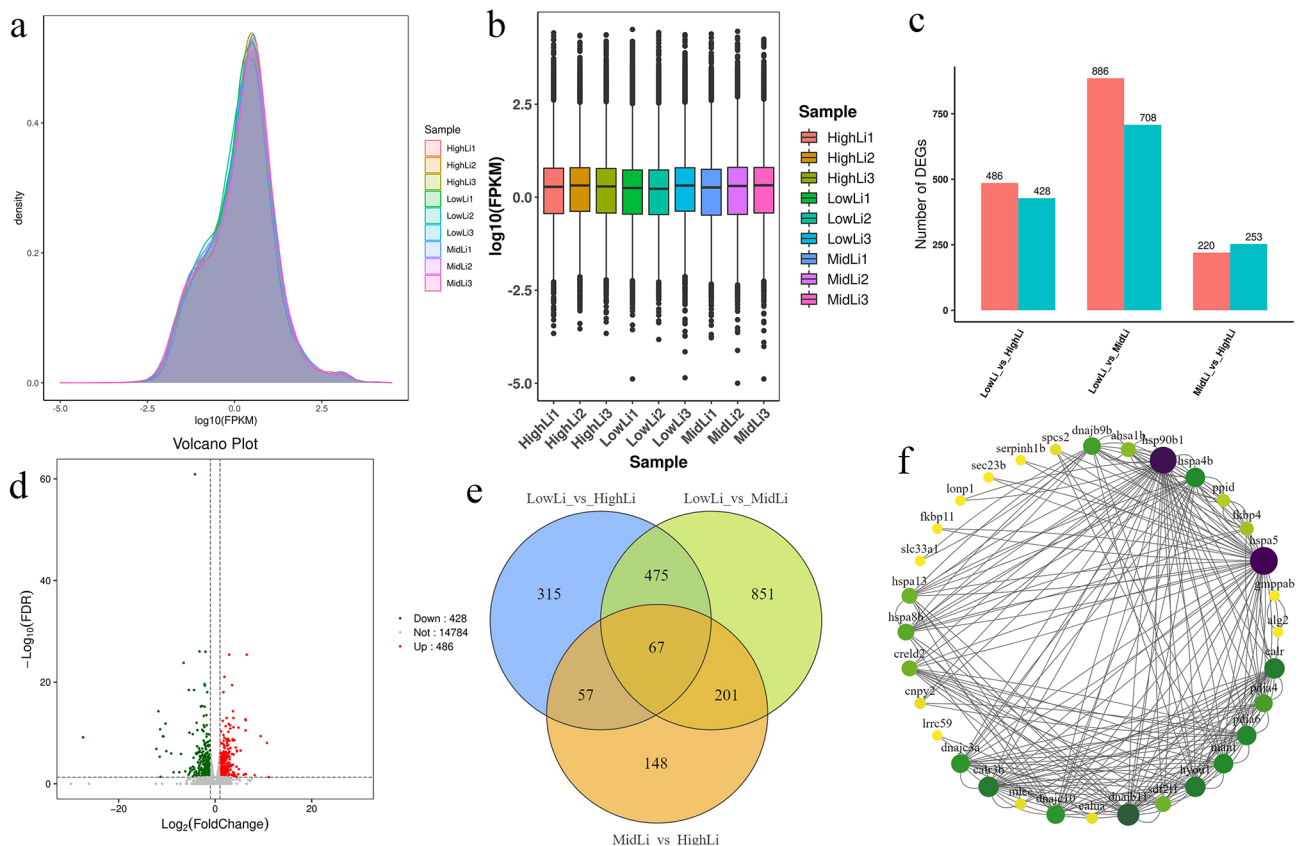 a
density
0.4
0.2
0.0
-5.0
-2.5
0.0
2.5
log10(FPKM)
Sample
HighLi1
HighLi2
HighLi3
LowLi1
LowLi2
LowLi3
MidLi1
MidLi2
MidLi3
b
log10(FPKM)
2.5
0.0
-2.5
-5.0
HighLi1
HighLi2
HighLi3
LowLi1
LowLi2
LowLi3
MidLi1
MidLi2
MidLi3
Sample
Sample
HighLi1
HighLi2
HighLi3
LowLi1
LowLi2
LowLi3
MidLi1
MidLi2
MidLi3
c
Number of DEGs
750
500
250
0
486
428
886
708
220
253
LowLi_vs_HighLi
LowLi_vs_MidLi
MidLi_vs_HighLi
d
Volcano Plot
−Log10(FDR)
60
40
20
0
-20
0
20
Log2(FoldChange)
Down : 428
Not : 14784
Up : 486
e
LowLi_vs_HighLi
LowLi_vs_MidLi
315
475
851
67
57
201
148
MidLi_vs_HighLi
f
dnajb9b
ahsa1b
hsp90b1
hspa4b
ppid
fkbp4
hspa5
gmppab
alg2
calr
pdia4
pdia6
manf
hyou1
sdf2l1
dnajb11
calua
dnajc10
mlec
calr3b
dnajc3a
lrrc59
cnpy2
creld2
hspa8b
hspa13
slc33a1
fkbp11
lonp1
sec23b
serpinh1b
spcs2